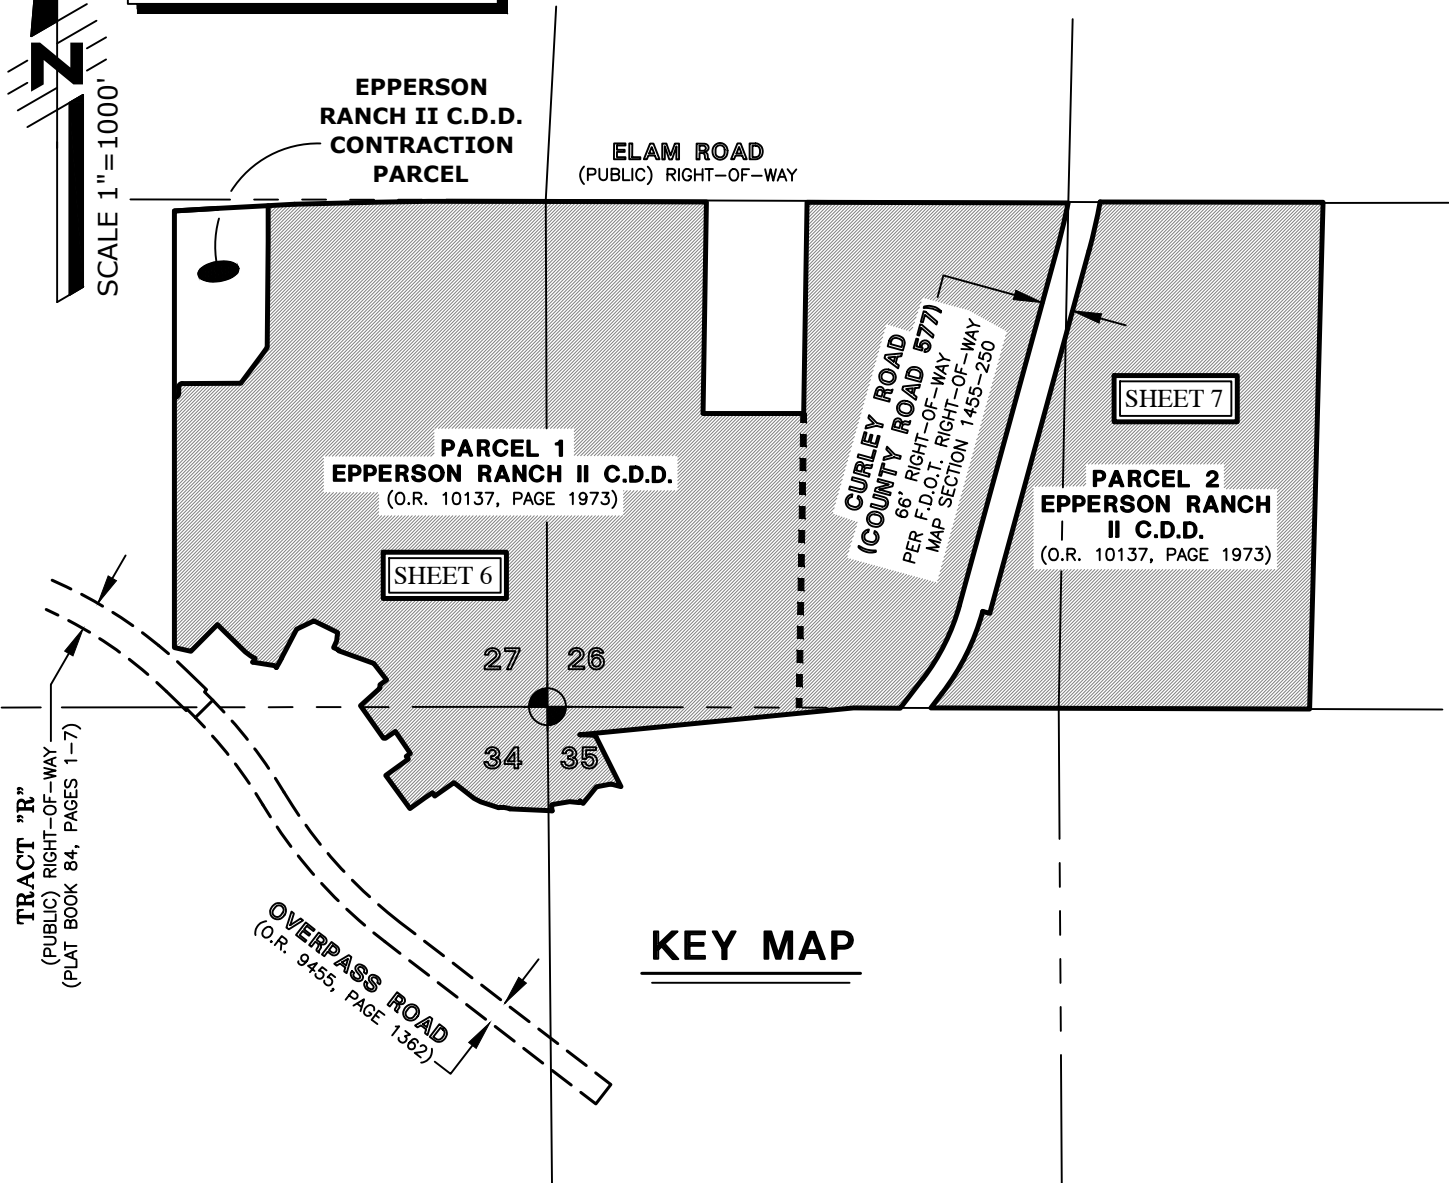 N
SCALE 1"=1000'
EPPERSON
RANCH II C.D.D.
CONTRACTION
PARCEL
ELAM ROAD
(PUBLIC) RIGHT-OF-WAY
CURLEY ROAD
(COUNTY ROAD 577)
66' RIGHT-OF-WAY
PER F.D.O.T. RIGHT-OF-WAY
MAP SECTION 1455-250
SHEET 7
PARCEL 1
EPPERSON RANCH II C.D.D.
(O.R. 10137, PAGE 1973)
PARCEL 2
EPPERSON RANCH
II C.D.D.
(O.R. 10137, PAGE 1973)
SHEET 6
27 26
34 35
TRACT "R"
(PUBLIC) RIGHT-OF-WAY
(PLAT BOOK 84, PAGES 1-7)
OVERPASS ROAD
(O.R. 9455, PAGE 1362)
KEY MAP